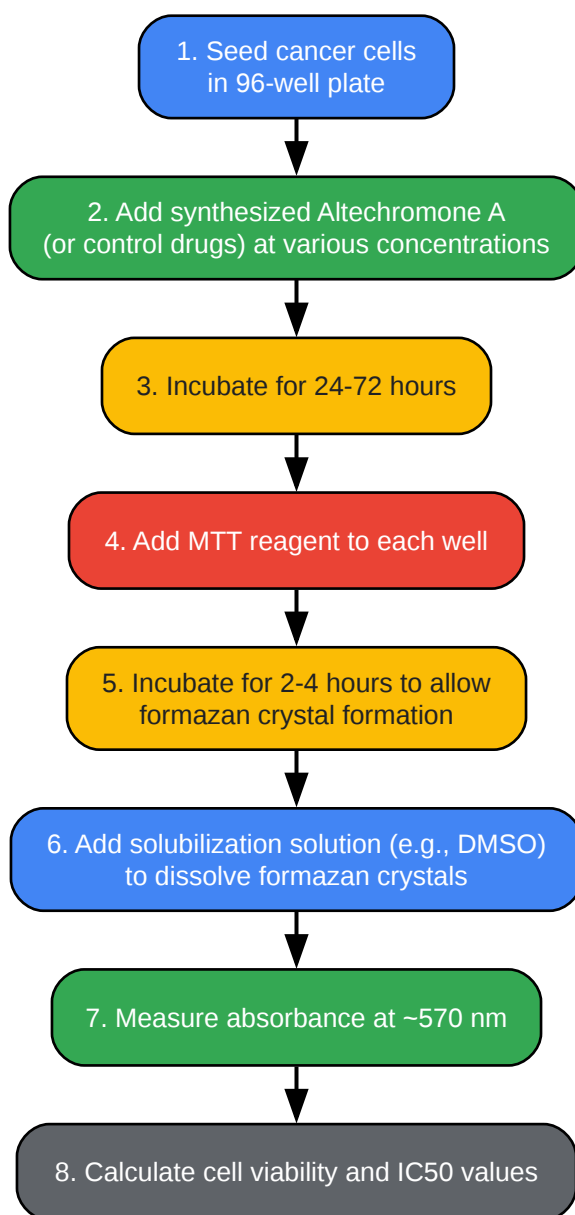 1. Seed cancer cells
in 96-well plate
2. Add synthesized Altechromone A
(or control drugs) at various concentrations
3. Incubate for 24-72 hours
4. Add MTT reagent to each well
5. Incubate for 2-4 hours to allow
formazan crystal formation
6. Add solubilization solution (e.g., DMSO)
to dissolve formazan crystals
7. Measure absorbance at ~570 nm
8. Calculate cell viability and IC50 values